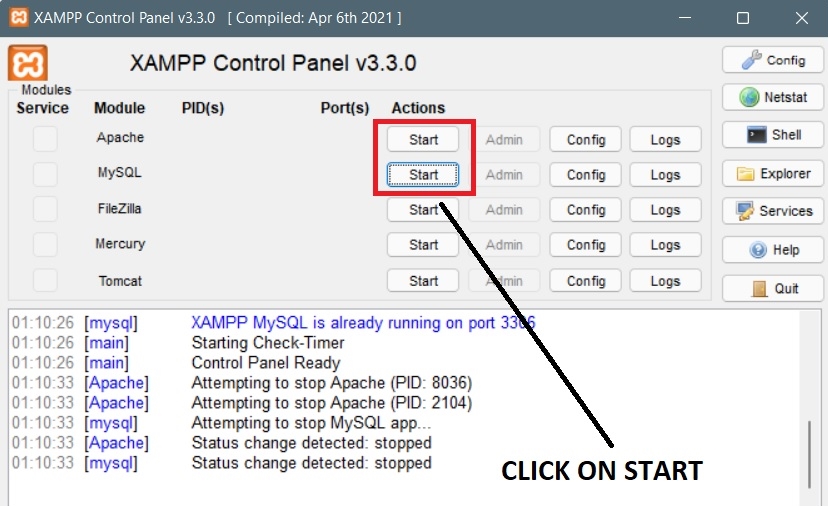 XAMPP Control Panel v3.3.0 [ Compiled: Apr 6th 2021 ]
XAMPP Control Panel v3.3.0
Config
Modules
Service Module PID(s) Port(s) Actions
Netstat
Apache Start Admin Config Logs
Shell
MySQL Start Admin Config Logs
Explorer
FileZilla Start Admin Config Logs
Services
Mercury Start Admin Config Logs
Help
Tomcat Start Admin Config Logs
Quit
01:10:26 [mysql] XAMPP MySQL is already running on port 3306
01:10:26 [main] Starting Check-Timer
01:10:26 [main] Control Panel Ready
01:10:33 [Apache] Attempting to stop Apache (PID: 8036)
01:10:33 [Apache] Attempting to stop Apache (PID: 2104)
01:10:33 [mysql] Attempting to stop MySQL app...
01:10:33 [Apache] Status change detected: stopped
01:10:33 [mysql] Status change detected: stopped
CLICK ON START